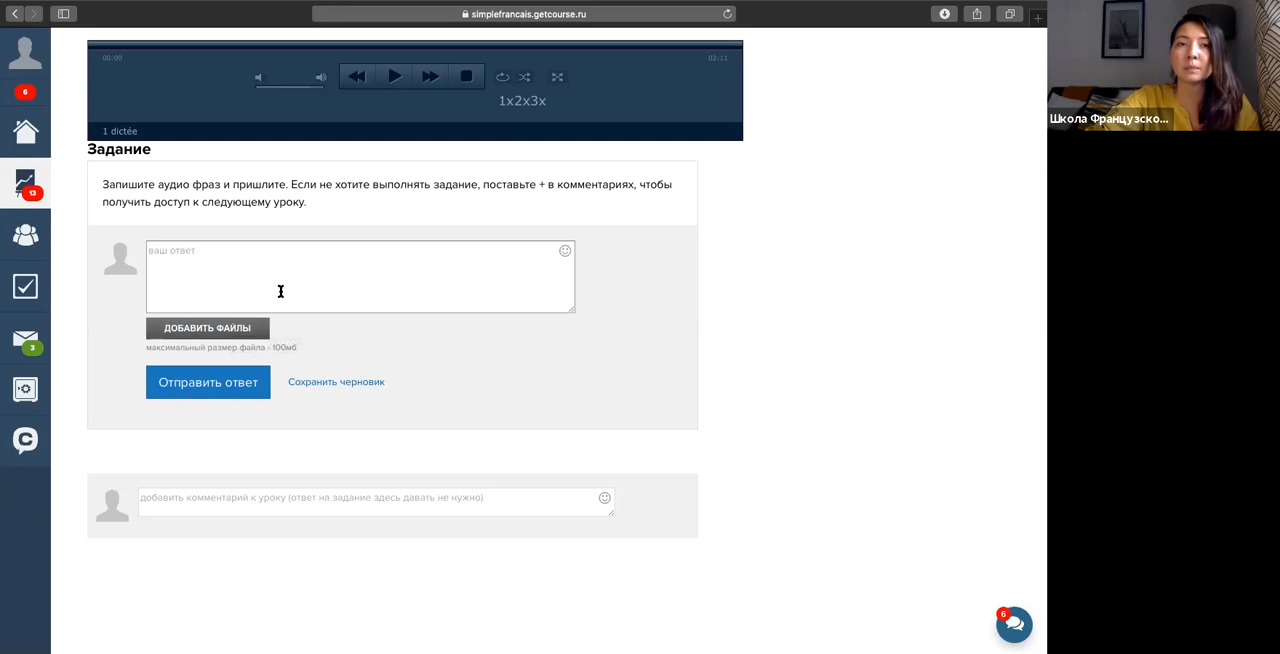 simplefrancais.getcourse.ru
00:00
02:11
1x2x3x
1 dictée
6
Задание
13
Запишите аудио фраз и пришлите. Если не хотите выполнять задание, поставьте + в комментариях, чтобы
получить доступ к следующему уроку.
ваш ответ
ДОБАВИТЬ ФАЙЛЫ
максимальный размер файла - 100мб
3
Отправить ответ
Сохранить черновик
добавить комментарий к уроку (ответ на задание здесь давать не нужно)
6
Школа Французско...